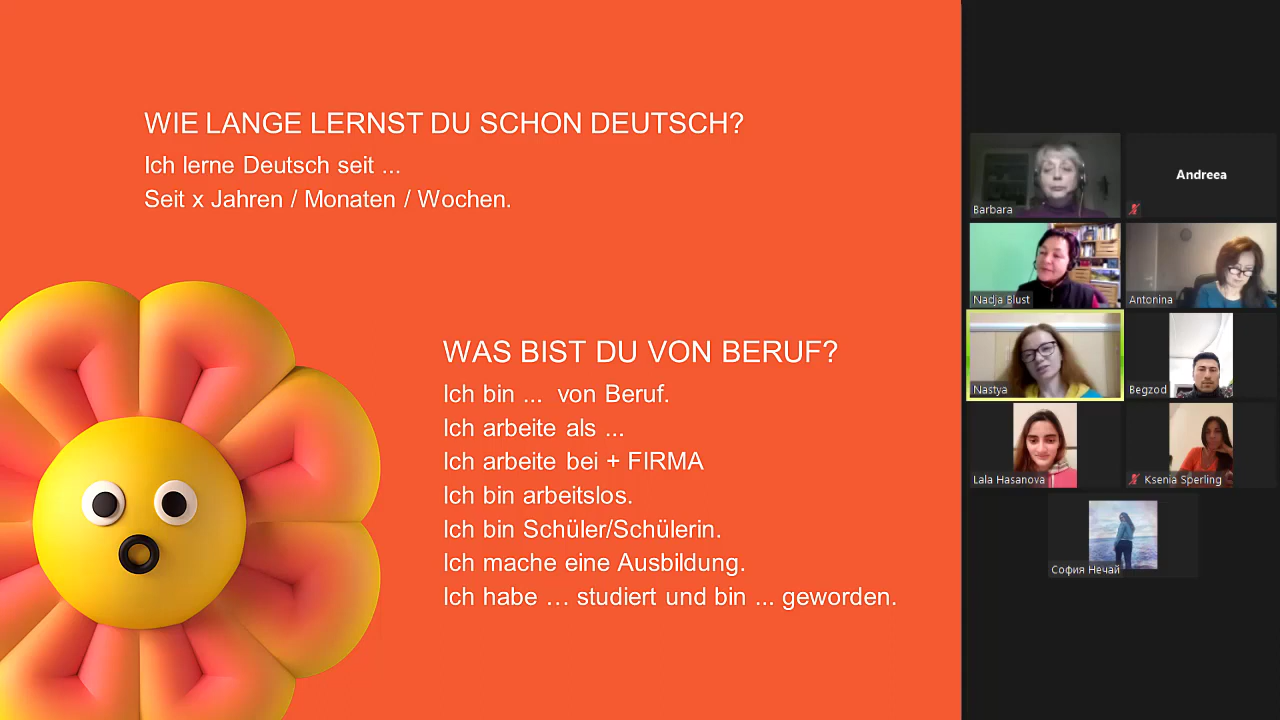 WIE LANGE LERNST DU SCHON DEUTSCH?
Ich lerne Deutsch seit ...
Seit x Jahren / Monaten / Wochen.
WAS BIST DU VON BERUF?
Ich bin ... von Beruf.
Ich arbeite als ...
Ich arbeite bei + FIRMA
Ich bin arbeitslos.
Ich bin Schüler/Schülerin.
Ich mache eine Ausbildung.
Ich habe … studiert und bin ... geworden.
Barbara
Andreea
Nadja Blust
Antonina
Nastya
Begzod
Lala Hasanova
Ksenia Sperling
София Нечай